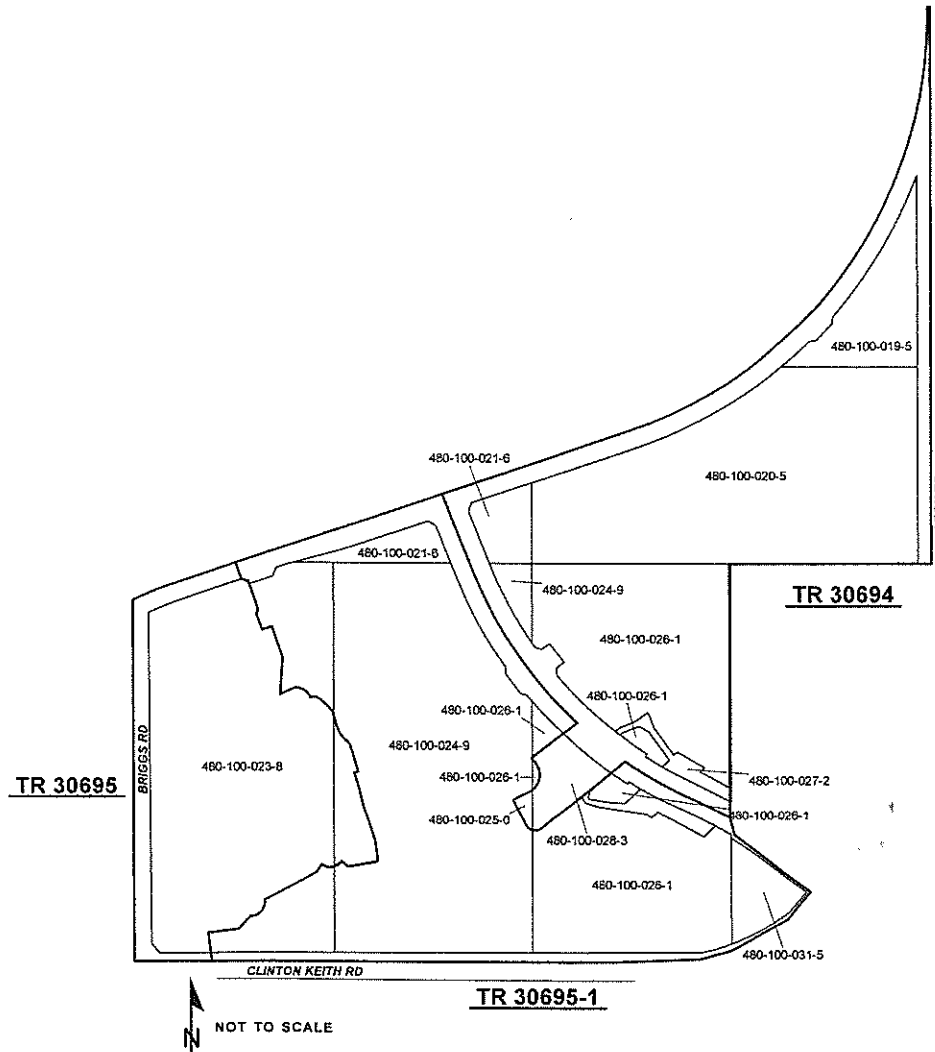 480-100-019-5
480-100-021-6
480-100-020-5
480-100-021-6
480-100-024-9
TR 30694
480-100-026-1
480-100-026-1
480-100-026-1
480-100-024-9
480-100-023-8
BRIGGS RD
TR 30695
480-100-026-1
480-100-027-2
480-100-025-0
480-100-026-1
480-100-028-3
480-100-026-1
480-100-031-5
CLINTON KEITH RD
TR 30695-1
N
NOT TO SCALE